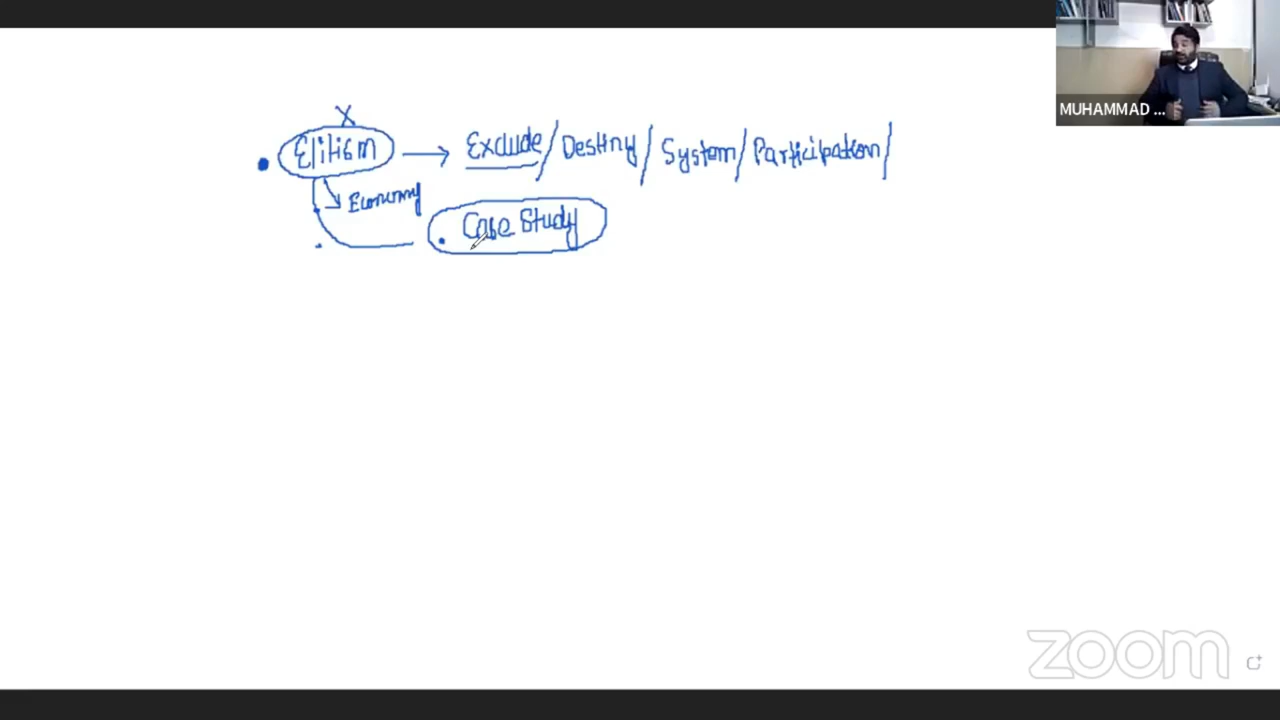 MUHAMMAD ...
X
• Elitism → Exclude / Destiny / System / Participation /
Economy
• Case Study
zoom